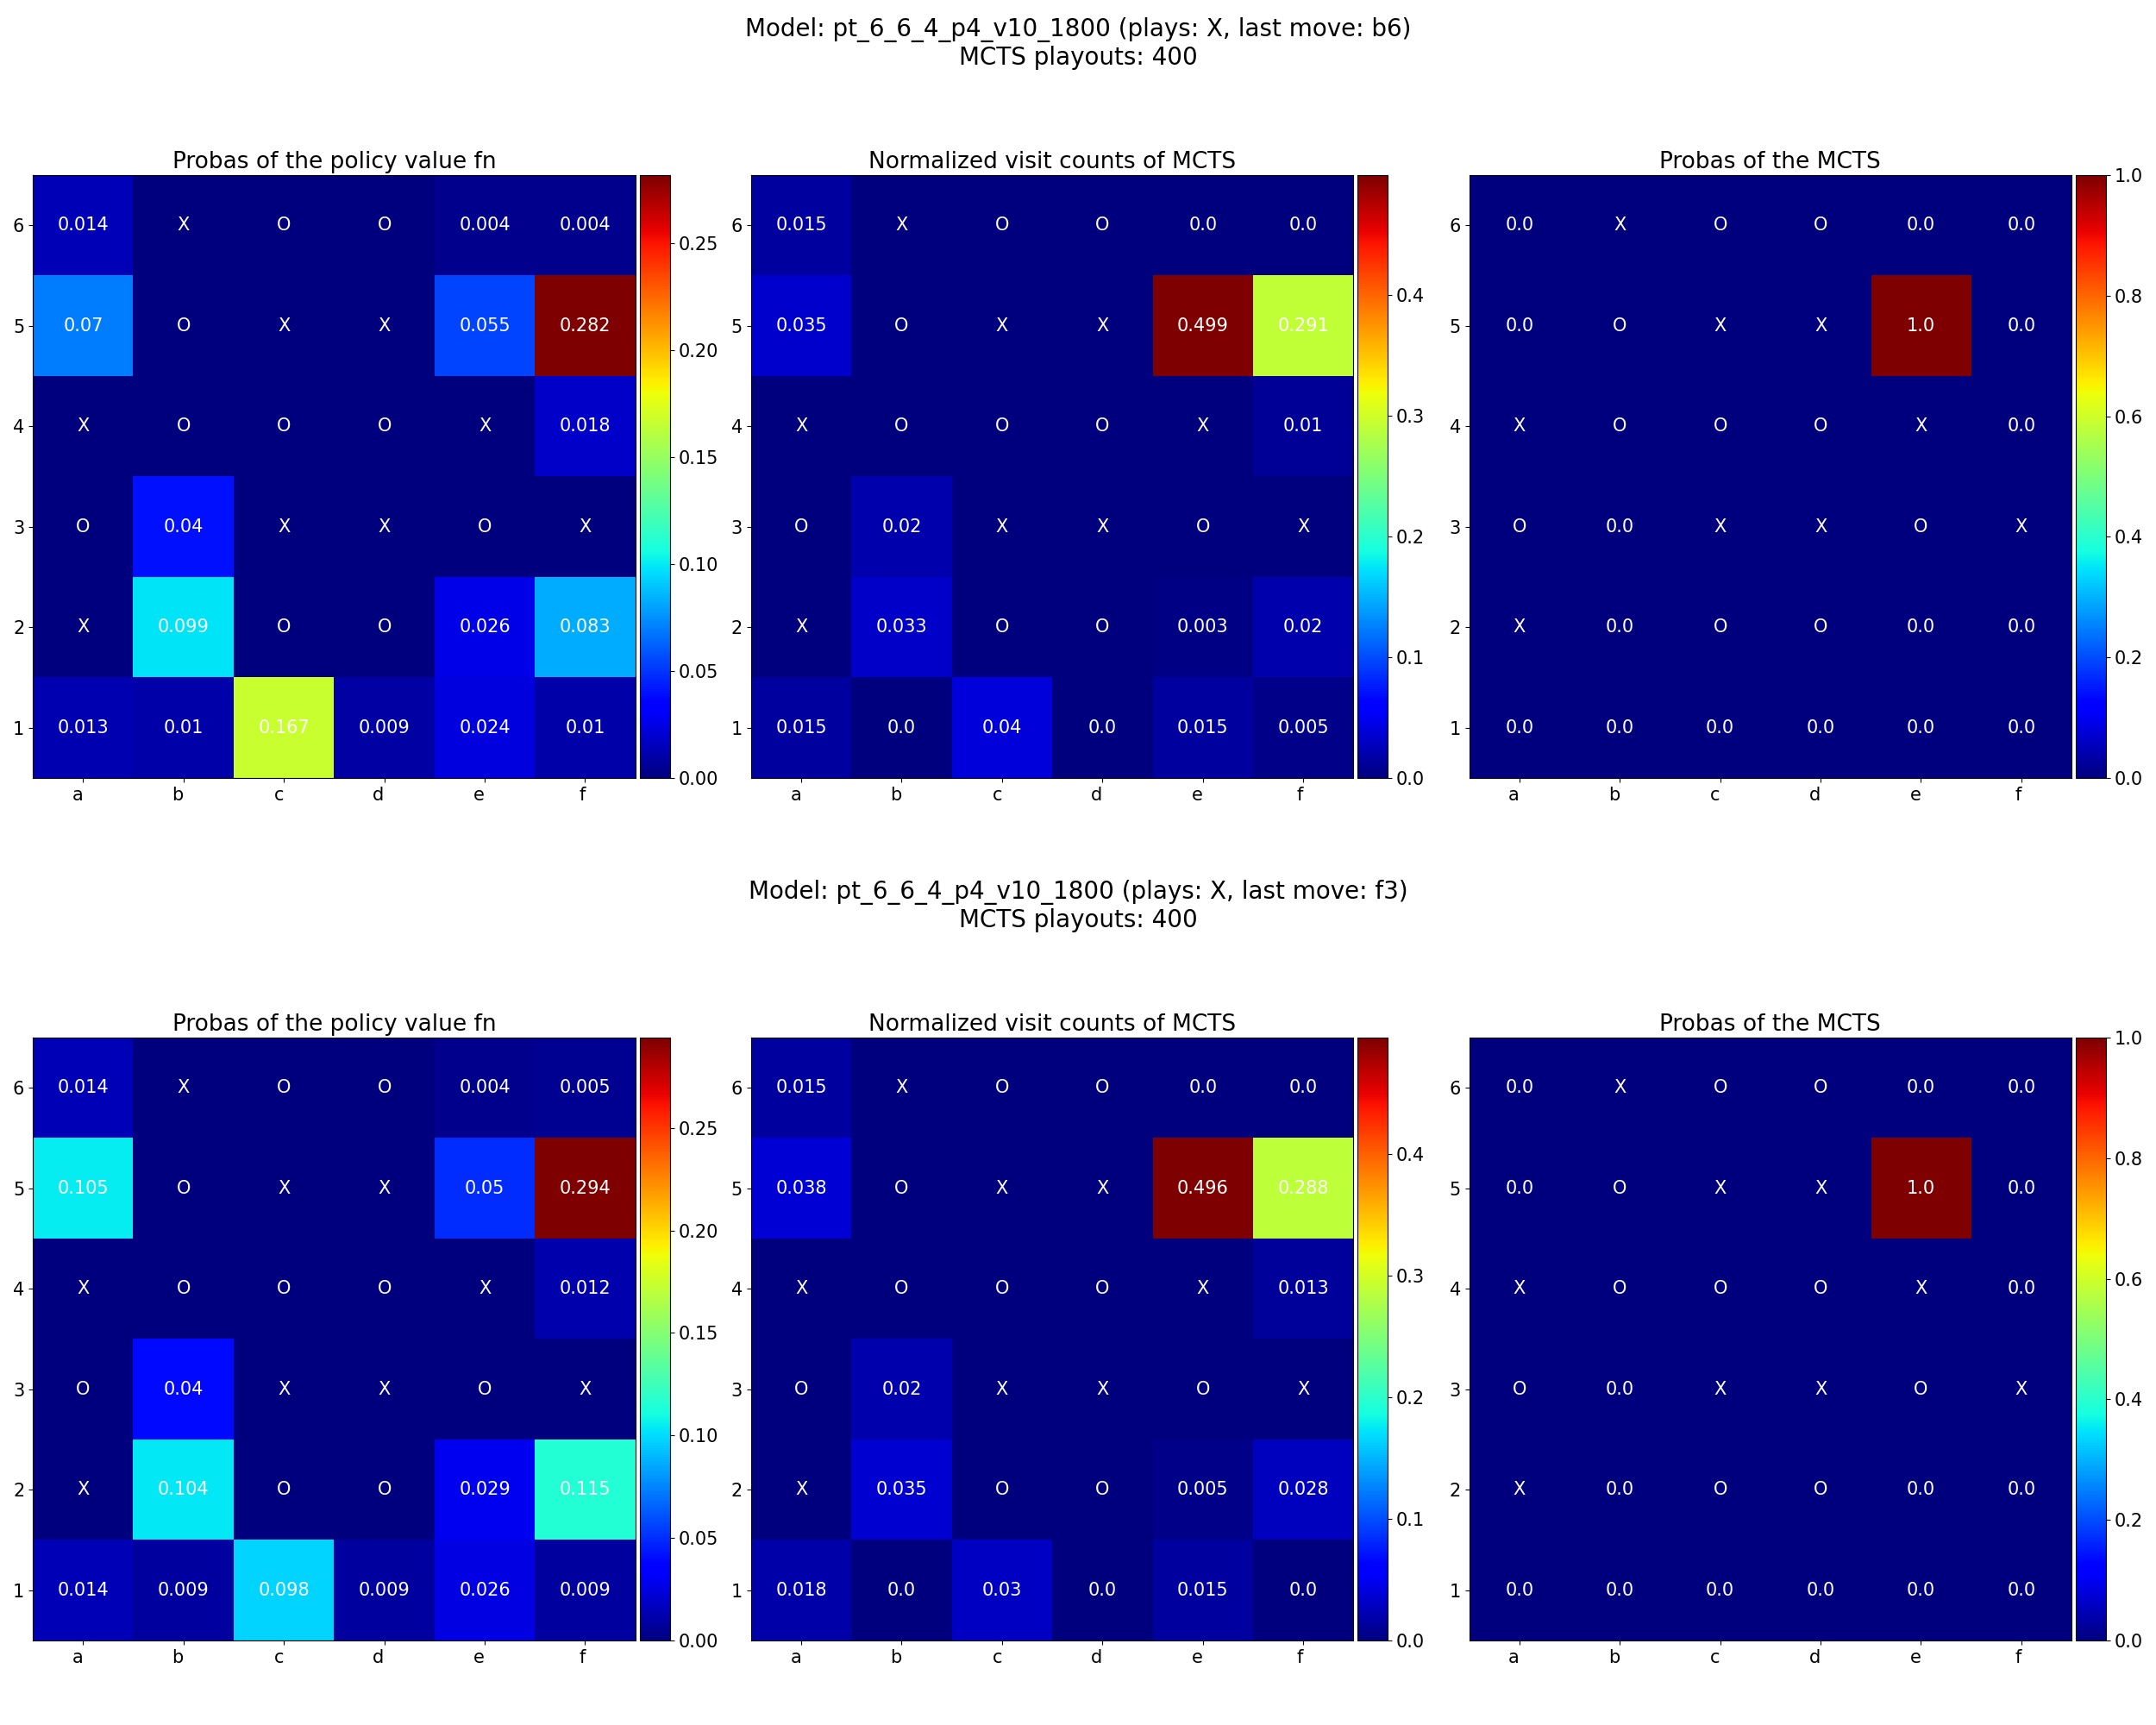 Model: pt_6_6_4_p4_v10_1800 (plays: X, last move: b6)
MCTS playouts: 400
Probas of the policy value fn
6 0.014 X O O 0.004 0.004
5 0.07 O X X 0.055 0.282
4 X O O O X 0.018
3 O 0.04 X X O X
2 X 0.099 O O 0.026 0.083
1 0.013 0.01 0.167 0.009 0.024 0.01
a b c d e f
0.25
0.20
0.15
0.10
0.05
0.00
Normalized visit counts of MCTS
6 0.015 X O O 0.0 0.0
5 0.035 O X X 0.499 0.291
4 X O O O X 0.01
3 O 0.02 X X O X
2 X 0.033 O O 0.003 0.02
1 0.015 0.0 0.04 0.0 0.015 0.005
a b c d e f
0.4
0.3
0.2
0.1
0.0
Probas of the MCTS
6 0.0 X O O 0.0 0.0
5 0.0 O X X 1.0 0.0
4 X O O O X 0.0
3 O 0.0 X X O X
2 X 0.0 O O 0.0 0.0
1 0.0 0.0 0.0 0.0 0.0 0.0
a b c d e f
1.0
0.8
0.6
0.4
0.2
0.0
Model: pt_6_6_4_p4_v10_1800 (plays: X, last move: f3)
MCTS playouts: 400
Probas of the policy value fn
6 0.014 X O O 0.004 0.005
5 0.105 O X X 0.05 0.294
4 X O O O X 0.012
3 O 0.04 X X O X
2 X 0.104 O O 0.029 0.115
1 0.014 0.009 0.098 0.009 0.026 0.009
a b c d e f
0.25
0.20
0.15
0.10
0.05
0.00
Normalized visit counts of MCTS
6 0.015 X O O 0.0 0.0
5 0.038 O X X 0.496 0.288
4 X O O O X 0.013
3 O 0.02 X X O X
2 X 0.035 O O 0.005 0.028
1 0.018 0.0 0.03 0.0 0.015 0.0
a b c d e f
0.4
0.3
0.2
0.1
0.0
Probas of the MCTS
6 0.0 X O O 0.0 0.0
5 0.0 O X X 1.0 0.0
4 X O O O X 0.0
3 O 0.0 X X O X
2 X 0.0 O O 0.0 0.0
1 0.0 0.0 0.0 0.0 0.0 0.0
a b c d e f
1.0
0.8
0.6
0.4
0.2
0.0